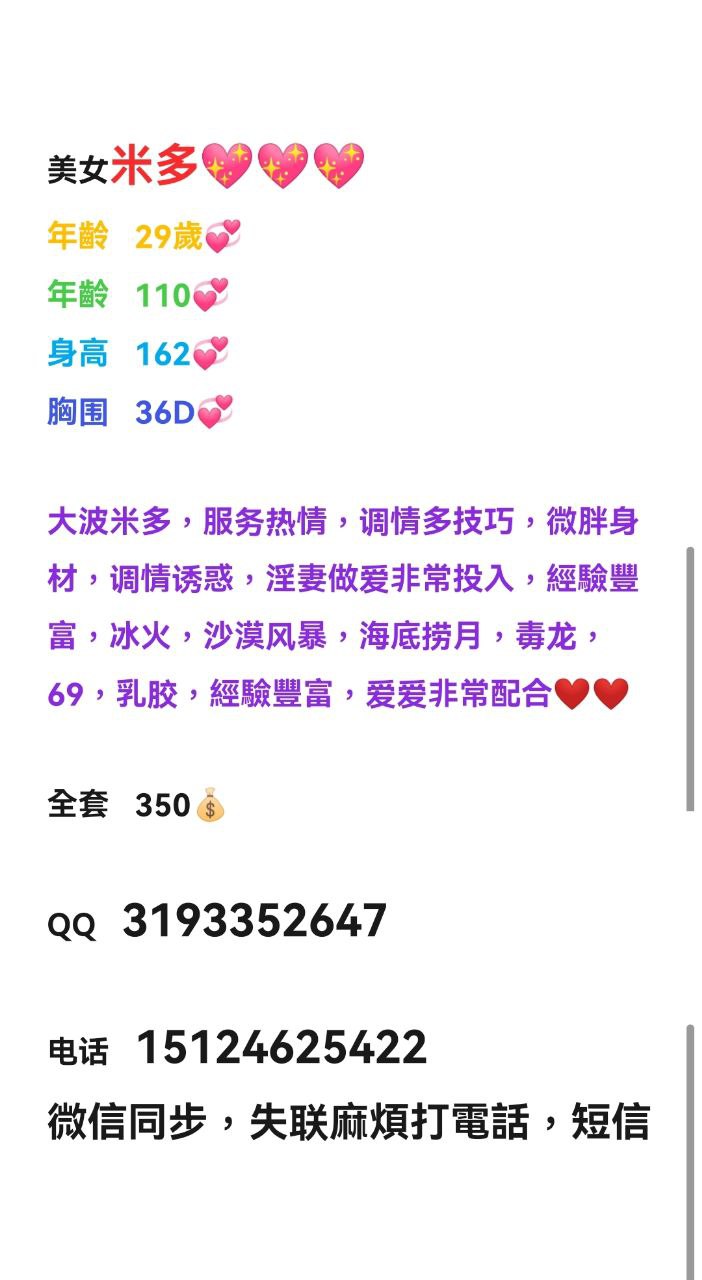 美女米多💖💖💖
年齡 29歲💞
年齡 110💞
身高 162💞
胸围 36D💞
大波米多，服务热情，调情多技巧，微胖身
材，调情诱惑，淫妻做爱非常投入，經驗豐
富，冰火，沙漠风暴，海底捞月，毒龙，
69，乳胶，經驗豐富，爱爱非常配合❤️❤️
全套 350💰
QQ 3193352647
电话 15124625422
微信同步，失联麻煩打電話，短信